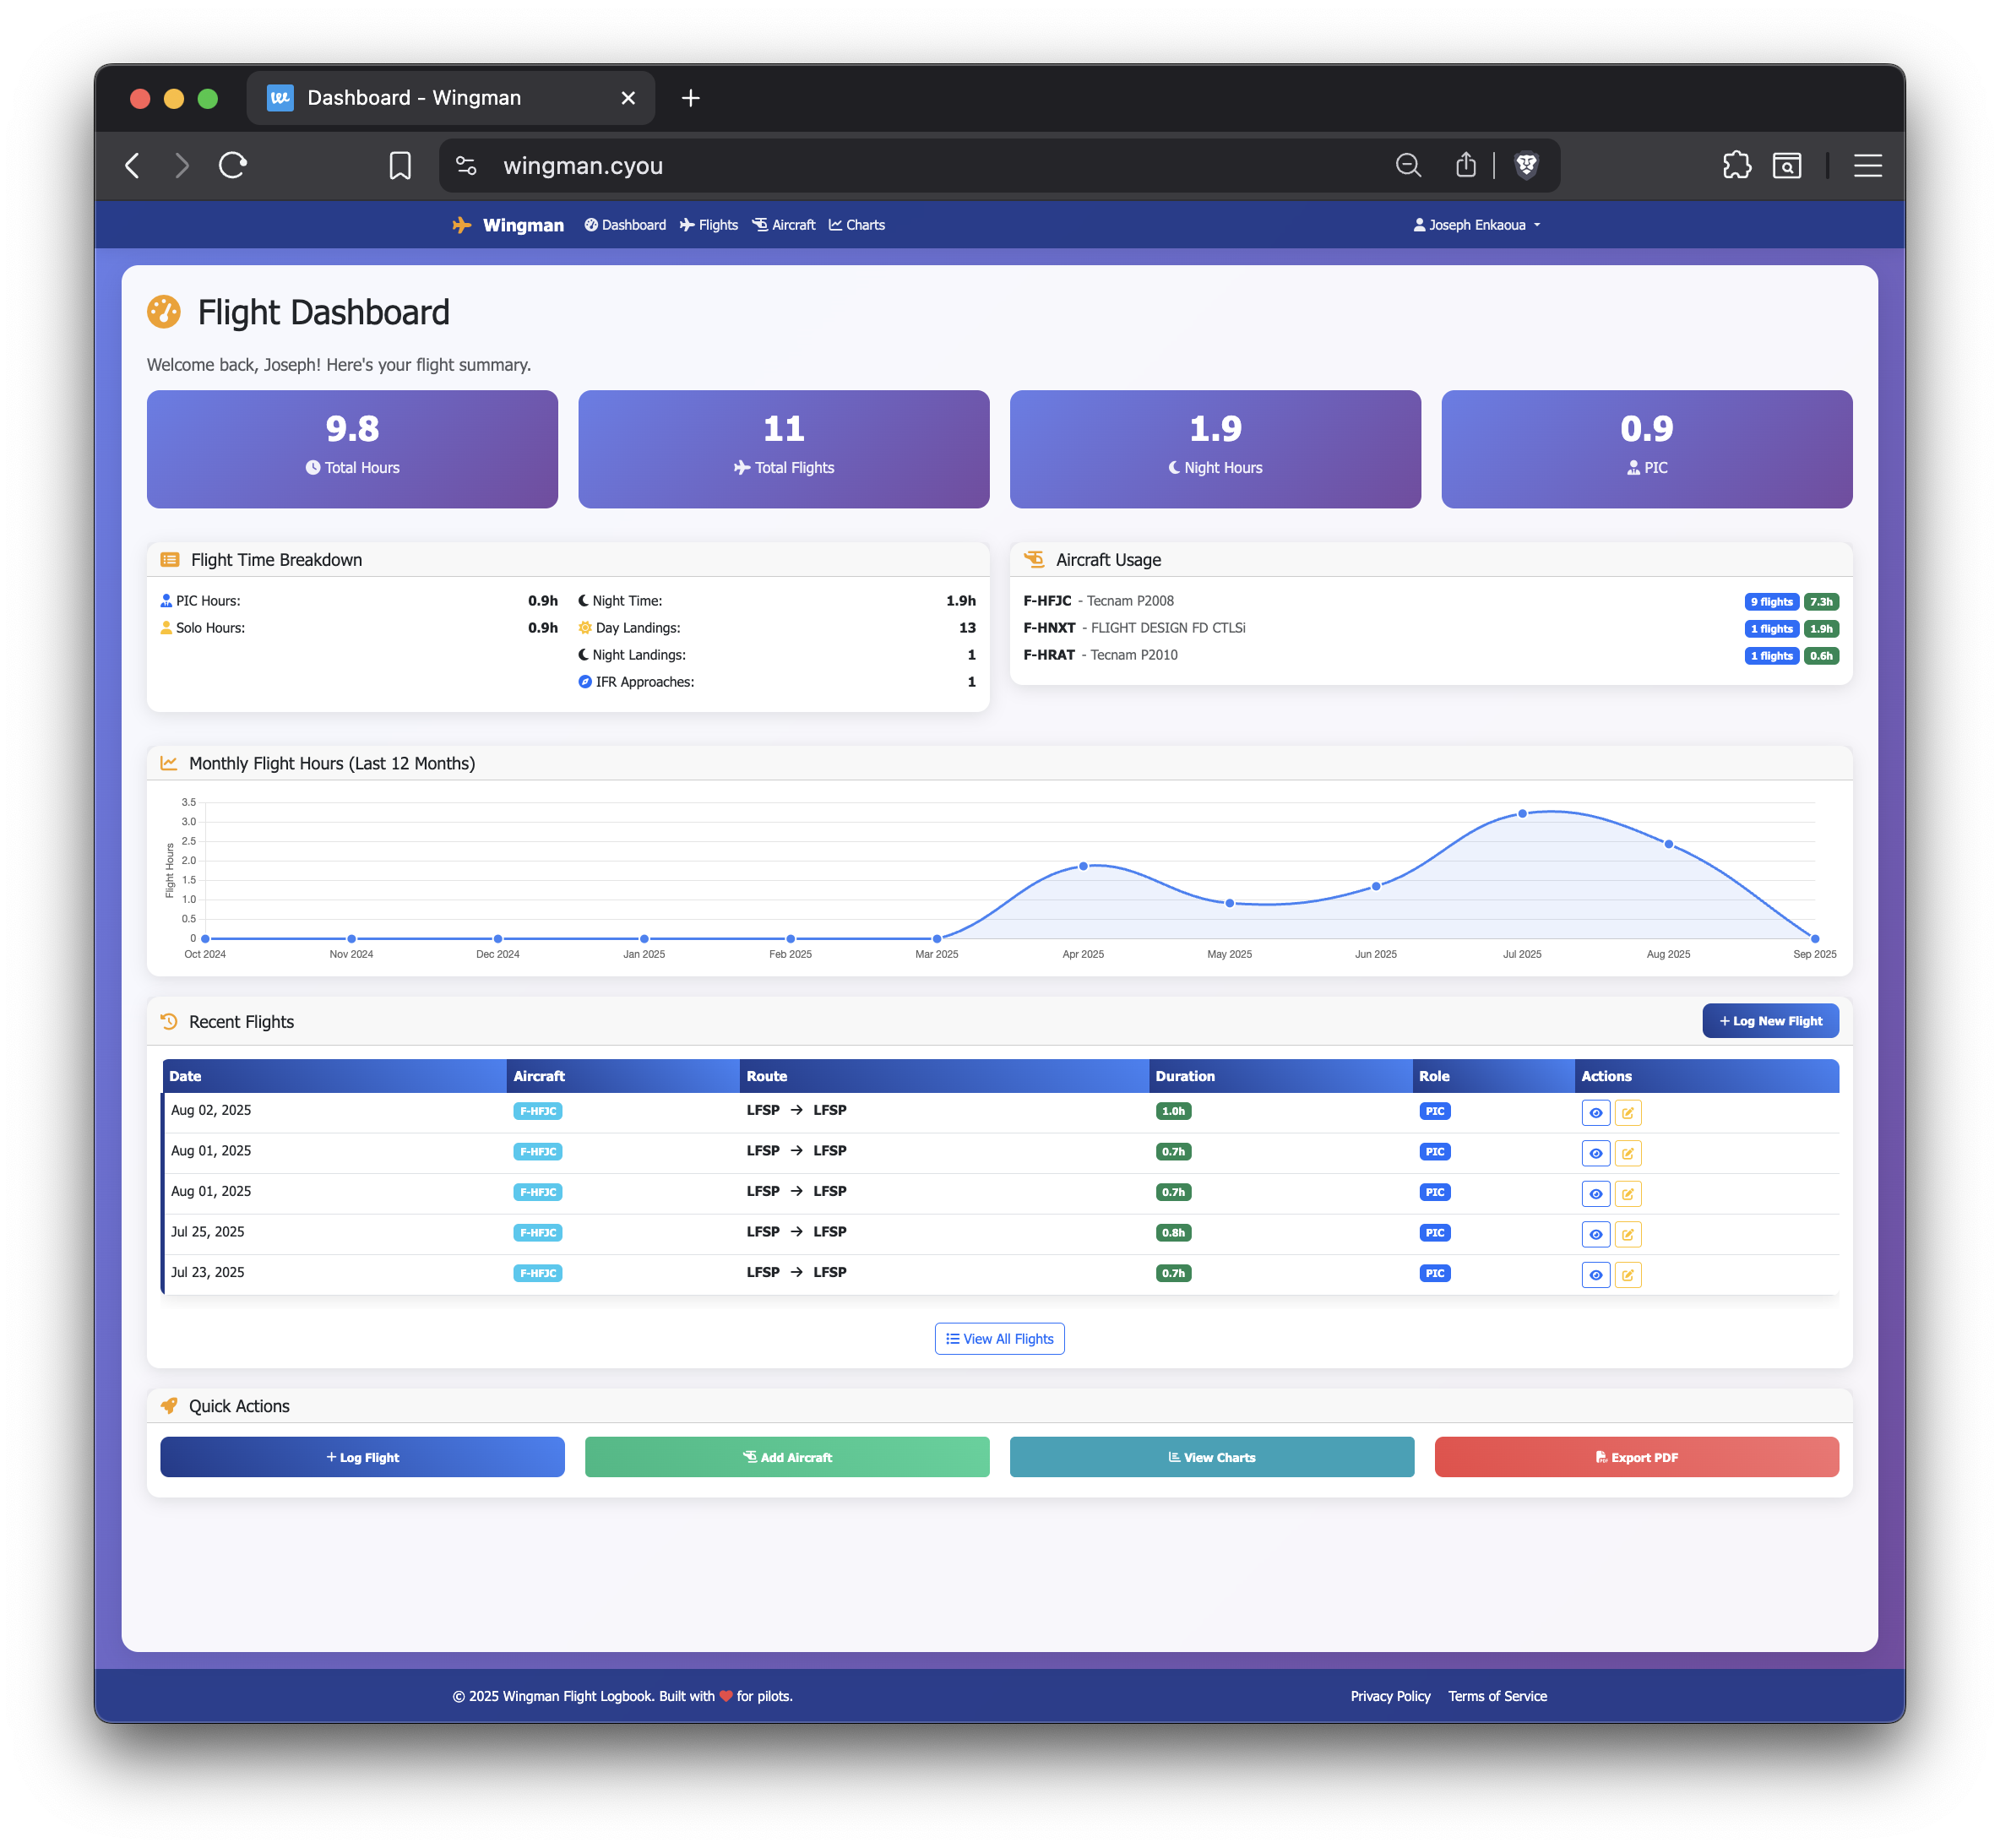 Dashboard - Wingman
wingman.cyou
Wingman Dashboard Flights Aircraft Charts Joseph Enkaoua
Flight Dashboard
Welcome back, Joseph! Here's your flight summary.
9.8
Total Hours
11
Total Flights
1.9
Night Hours
0.9
PIC
Flight Time Breakdown
PIC Hours: 0.9h
Solo Hours: 0.9h
Night Time: 1.9h
Day Landings: 13
Night Landings: 1
IFR Approaches: 1
Aircraft Usage
F-HFJC - Tecnam P2008 9 flights 7.3h
F-HNXT - FLIGHT DESIGN FD CTLSi 1 flights 1.9h
F-HRAT - Tecnam P2010 1 flights 0.6h
Monthly Flight Hours (Last 12 Months)
Flight Hours
3.5
3.0
2.5
2.0
1.5
1.0
0.5
0
Oct 2024 Nov 2024 Dec 2024 Jan 2025 Feb 2025 Mar 2025 Apr 2025 May 2025 Jun 2025 Jul 2025 Aug 2025 Sep 2025
Recent Flights + Log New Flight
Date Aircraft Route Duration Role Actions
Aug 02, 2025 F-HFJC LFSP → LFSP 1.0h PIC
Aug 01, 2025 F-HFJC LFSP → LFSP 0.7h PIC
Aug 01, 2025 F-HFJC LFSP → LFSP 0.7h PIC
Jul 25, 2025 F-HFJC LFSP → LFSP 0.8h PIC
Jul 23, 2025 F-HFJC LFSP → LFSP 0.7h PIC
View All Flights
Quick Actions
+ Log Flight Add Aircraft View Charts Export PDF
© 2025 Wingman Flight Logbook. Built with ❤ for pilots. Privacy Policy Terms of Service